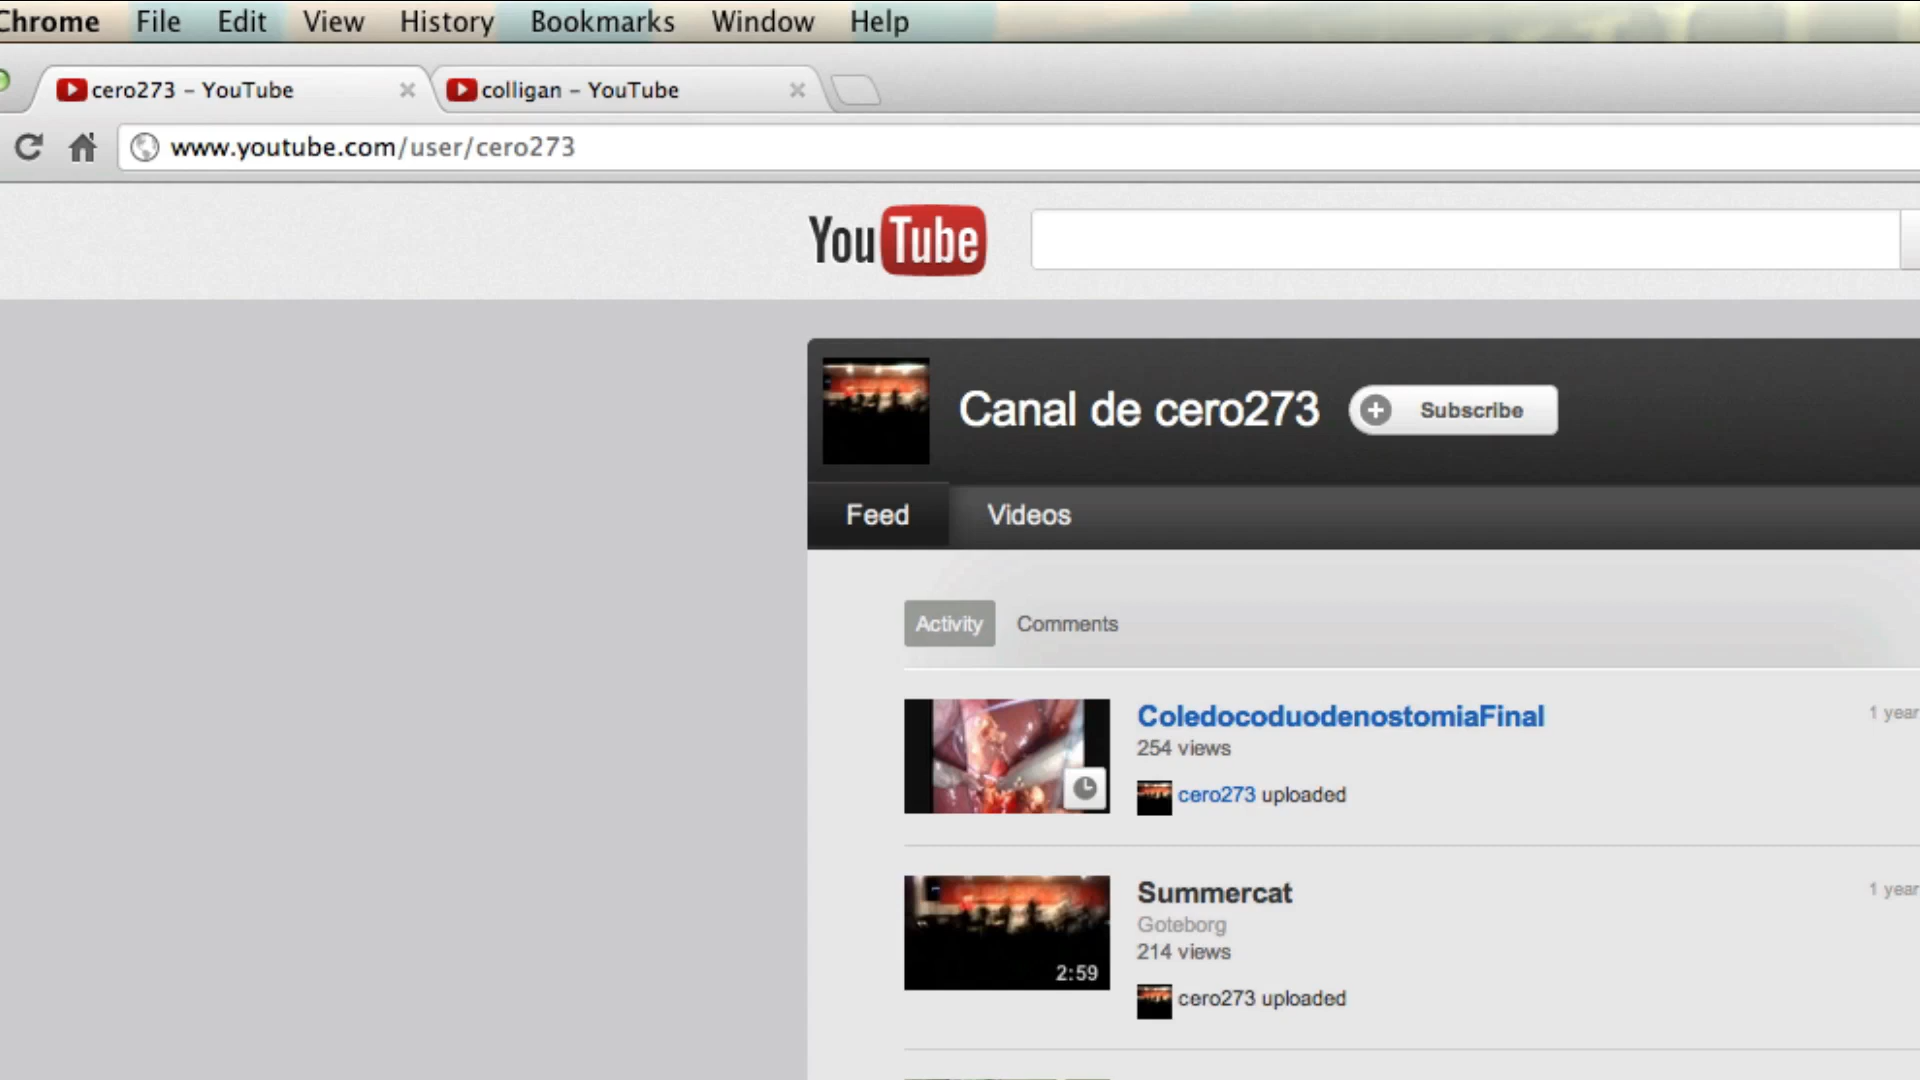 Chrome File Edit View History Bookmarks Window Help
cero273 – YouTube colligan – YouTube
www.youtube.com/user/cero273
YouTube
Canal de cero273 Subscribe
Feed Videos
Activity Comments
ColedocoduodenostomiaFinal 1 year
254 views
cero273 uploaded
Summercat 1 year
Goteborg
214 views
2:59
cero273 uploaded